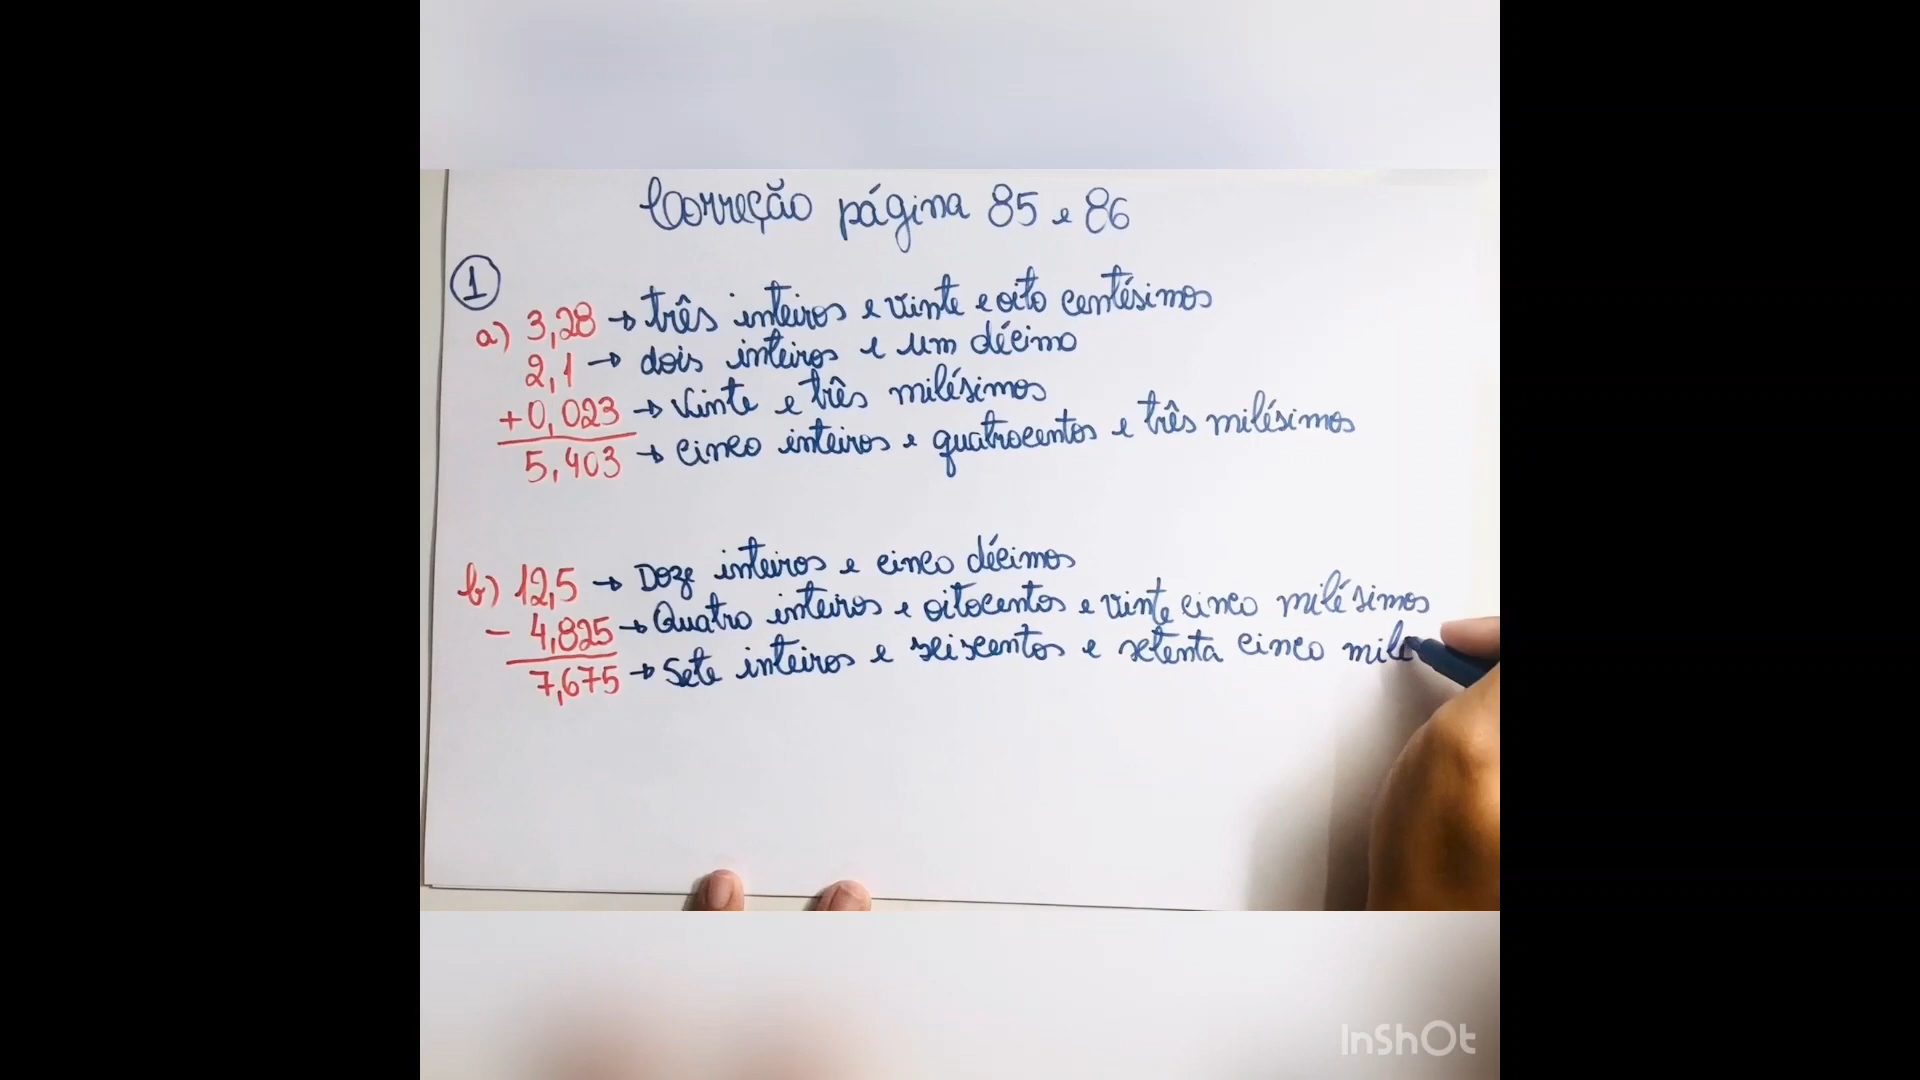 Correção página 85 e 86
1
a) 3,28 → três inteiros e vinte e oito centésimos
2,1 → dois inteiros e um décimo
+0,023 → vinte e três milésimos
5,403 → cinco inteiros e quatrocentos e três milésimos
b) 12,5 → Doze inteiros e cinco décimos
- 4,825 → Quatro inteiros e oitocentos e vinte cinco milésimos
7,675 → Sete inteiros e seiscentos e setenta cinco milé
InShOt